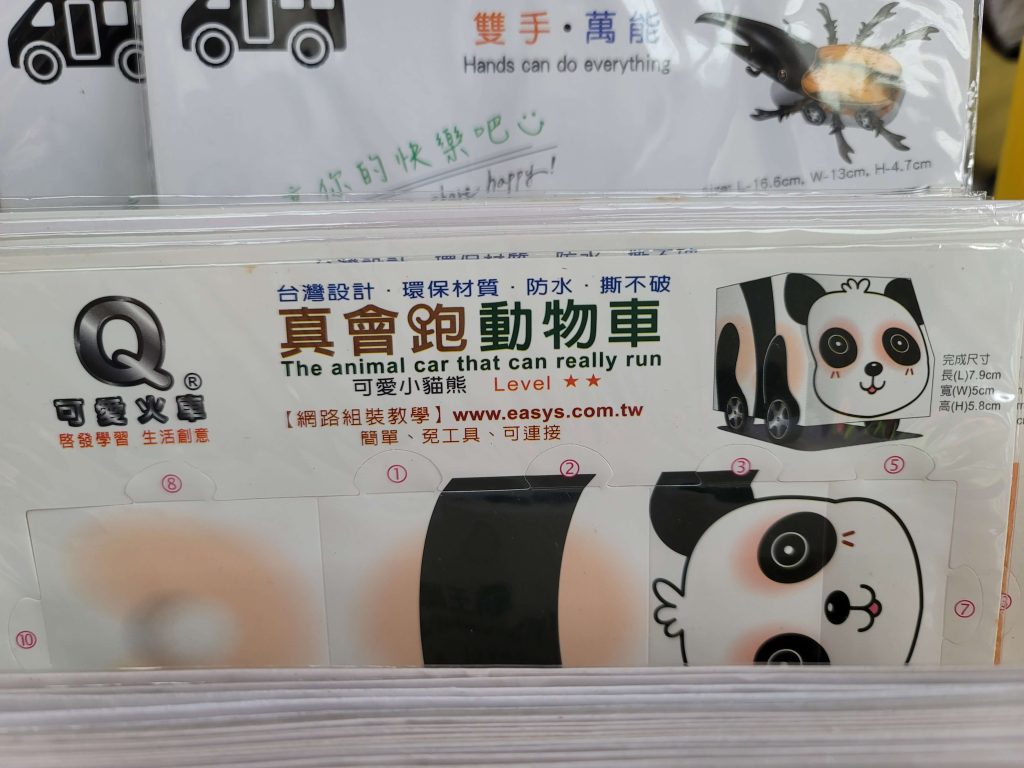 雙手·萬能
Hands can do everything
你的快樂吧
share happy!
L-16.6cm, W-13cm, H-4.7cm
台灣設計·環保材質·防水·撕不破
真會跑動物車
The animal car that can really run
可愛小貓熊 Level ★★
【網路組裝教學】www.easys.com.tw
簡單、免工具、可連接
Q®
可愛火庫
啓發學習 生活創意
完成尺寸
長(L)7.9cm
寬(W)5cm
高(H)5.8cm
⑧ ① ② ③ ⑤
⑩ ⑦